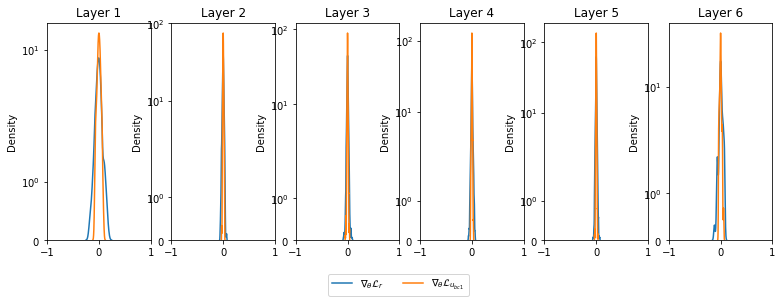 Layer 1 Layer 2 Layer 3 Layer 4 Layer 5 Layer 6
10² 10² 10² 10²
10¹ 10¹ 10¹ 10¹ 10¹ 10¹
Density Density Density Density Density Density
10⁰ 10⁰ 10⁰ 10⁰ 10⁰ 10⁰
0 0 0 0 0 0
−1 0 1 −1 0 1 −1 0 1 −1 0 1 −1 0 1 −1 0 1
∇θℒr ∇θℒu_bc1